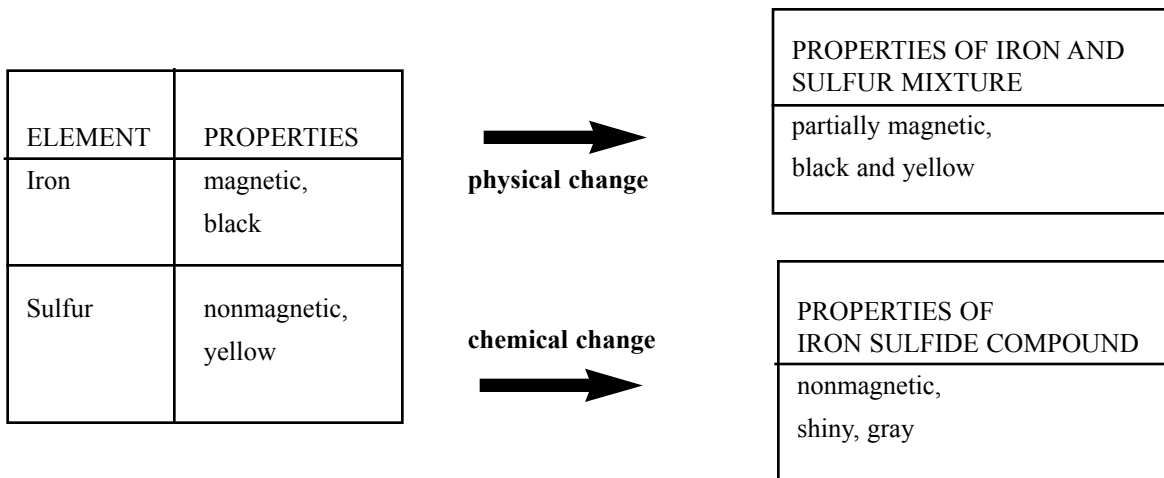 ELEMENT PROPERTIES
Iron magnetic,
black
Sulfur nonmagnetic,
yellow
physical change
chemical change
PROPERTIES OF IRON AND
SULFUR MIXTURE
partially magnetic,
black and yellow
PROPERTIES OF
IRON SULFIDE COMPOUND
nonmagnetic,
shiny, gray